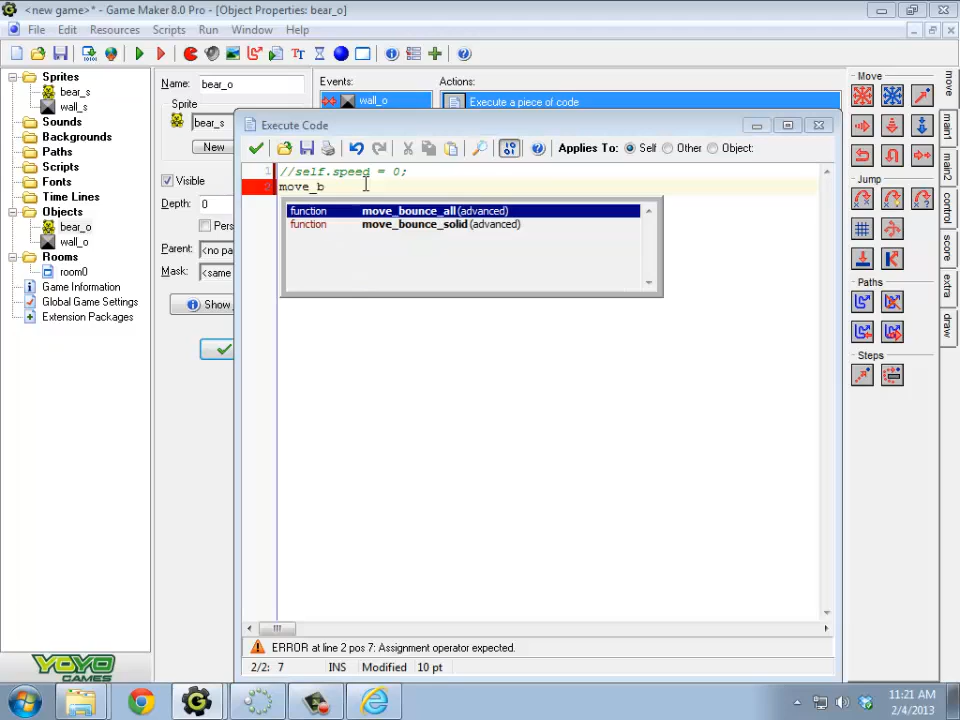 <new game>* - Game Maker 8.0 Pro - [Object Properties: bear_o]
File Edit Resources Scripts Run Window Help
Sprites
bear_s
wall_s
Sounds
Backgrounds
Paths
Scripts
Fonts
Time Lines
Objects
bear_o
wall_o
Rooms
room0
Game Information
Global Game Settings
Extension Packages
YOYO
GAMES
Name: bear_o
Sprite
bear_s
New
Visible
Depth: 0
Pers
Parent: <no pa
Mask: <same
Show
Events:
wall_o
Actions:
Execute a piece of code
Execute Code
Applies To: Self Other Object:
1 //self.speed = 0;
2 move_b
function move_bounce_all(advanced)
function move_bounce_solid(advanced)
ERROR at line 2 pos 7: Assignment operator expected.
2/2: 7 INS Modified 10 pt
Move
Jump
Paths
Steps
move
main1
main2
control
score
extra
draw
11:21 AM
2/4/2013